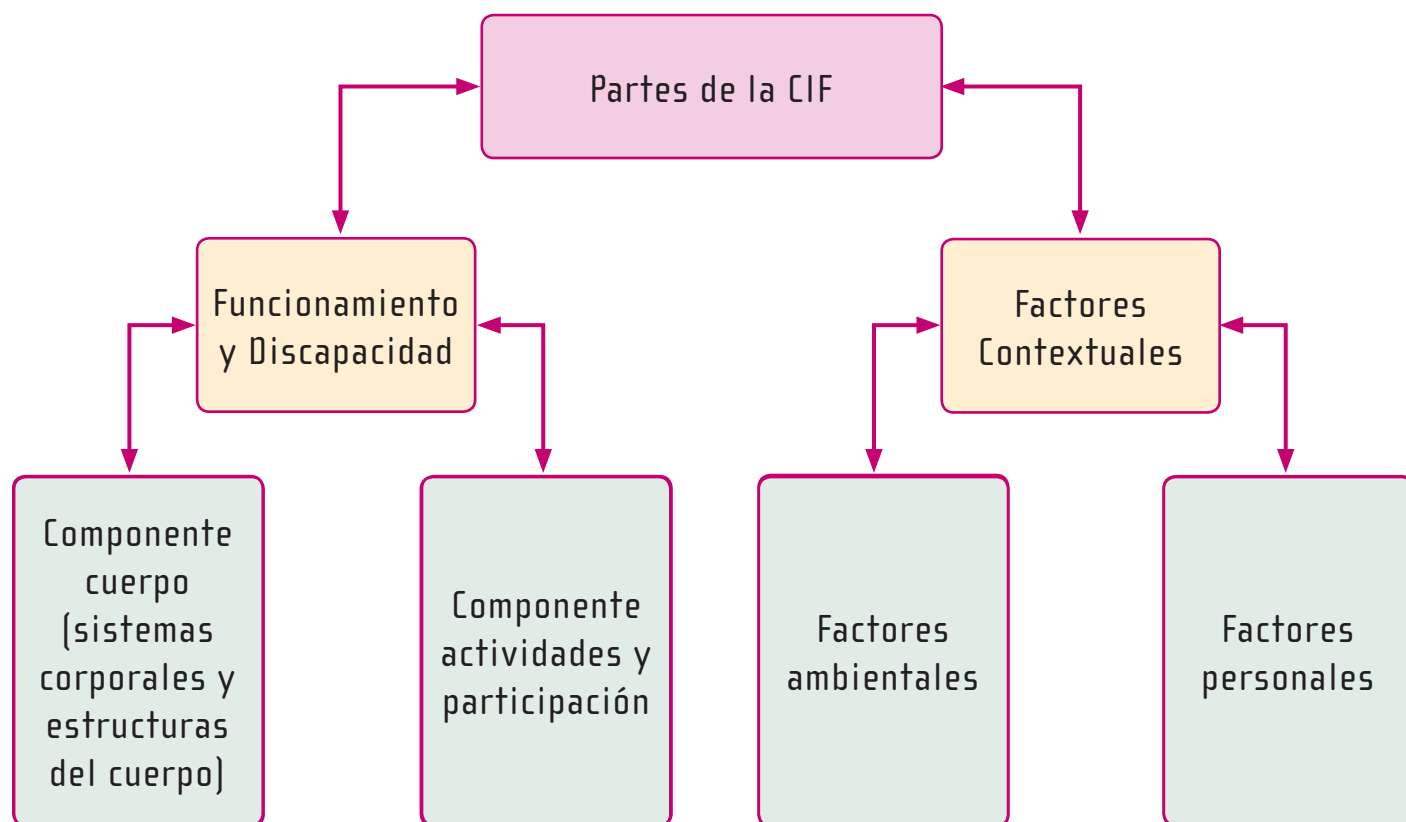 Partes de la CIF
Funcionamiento
y Discapacidad
Factores
Contextuales
Componente
cuerpo
(sistemas
corporales y
estructuras
del cuerpo)
Componente
actividades y
participación
Factores
ambientales
Factores
personales